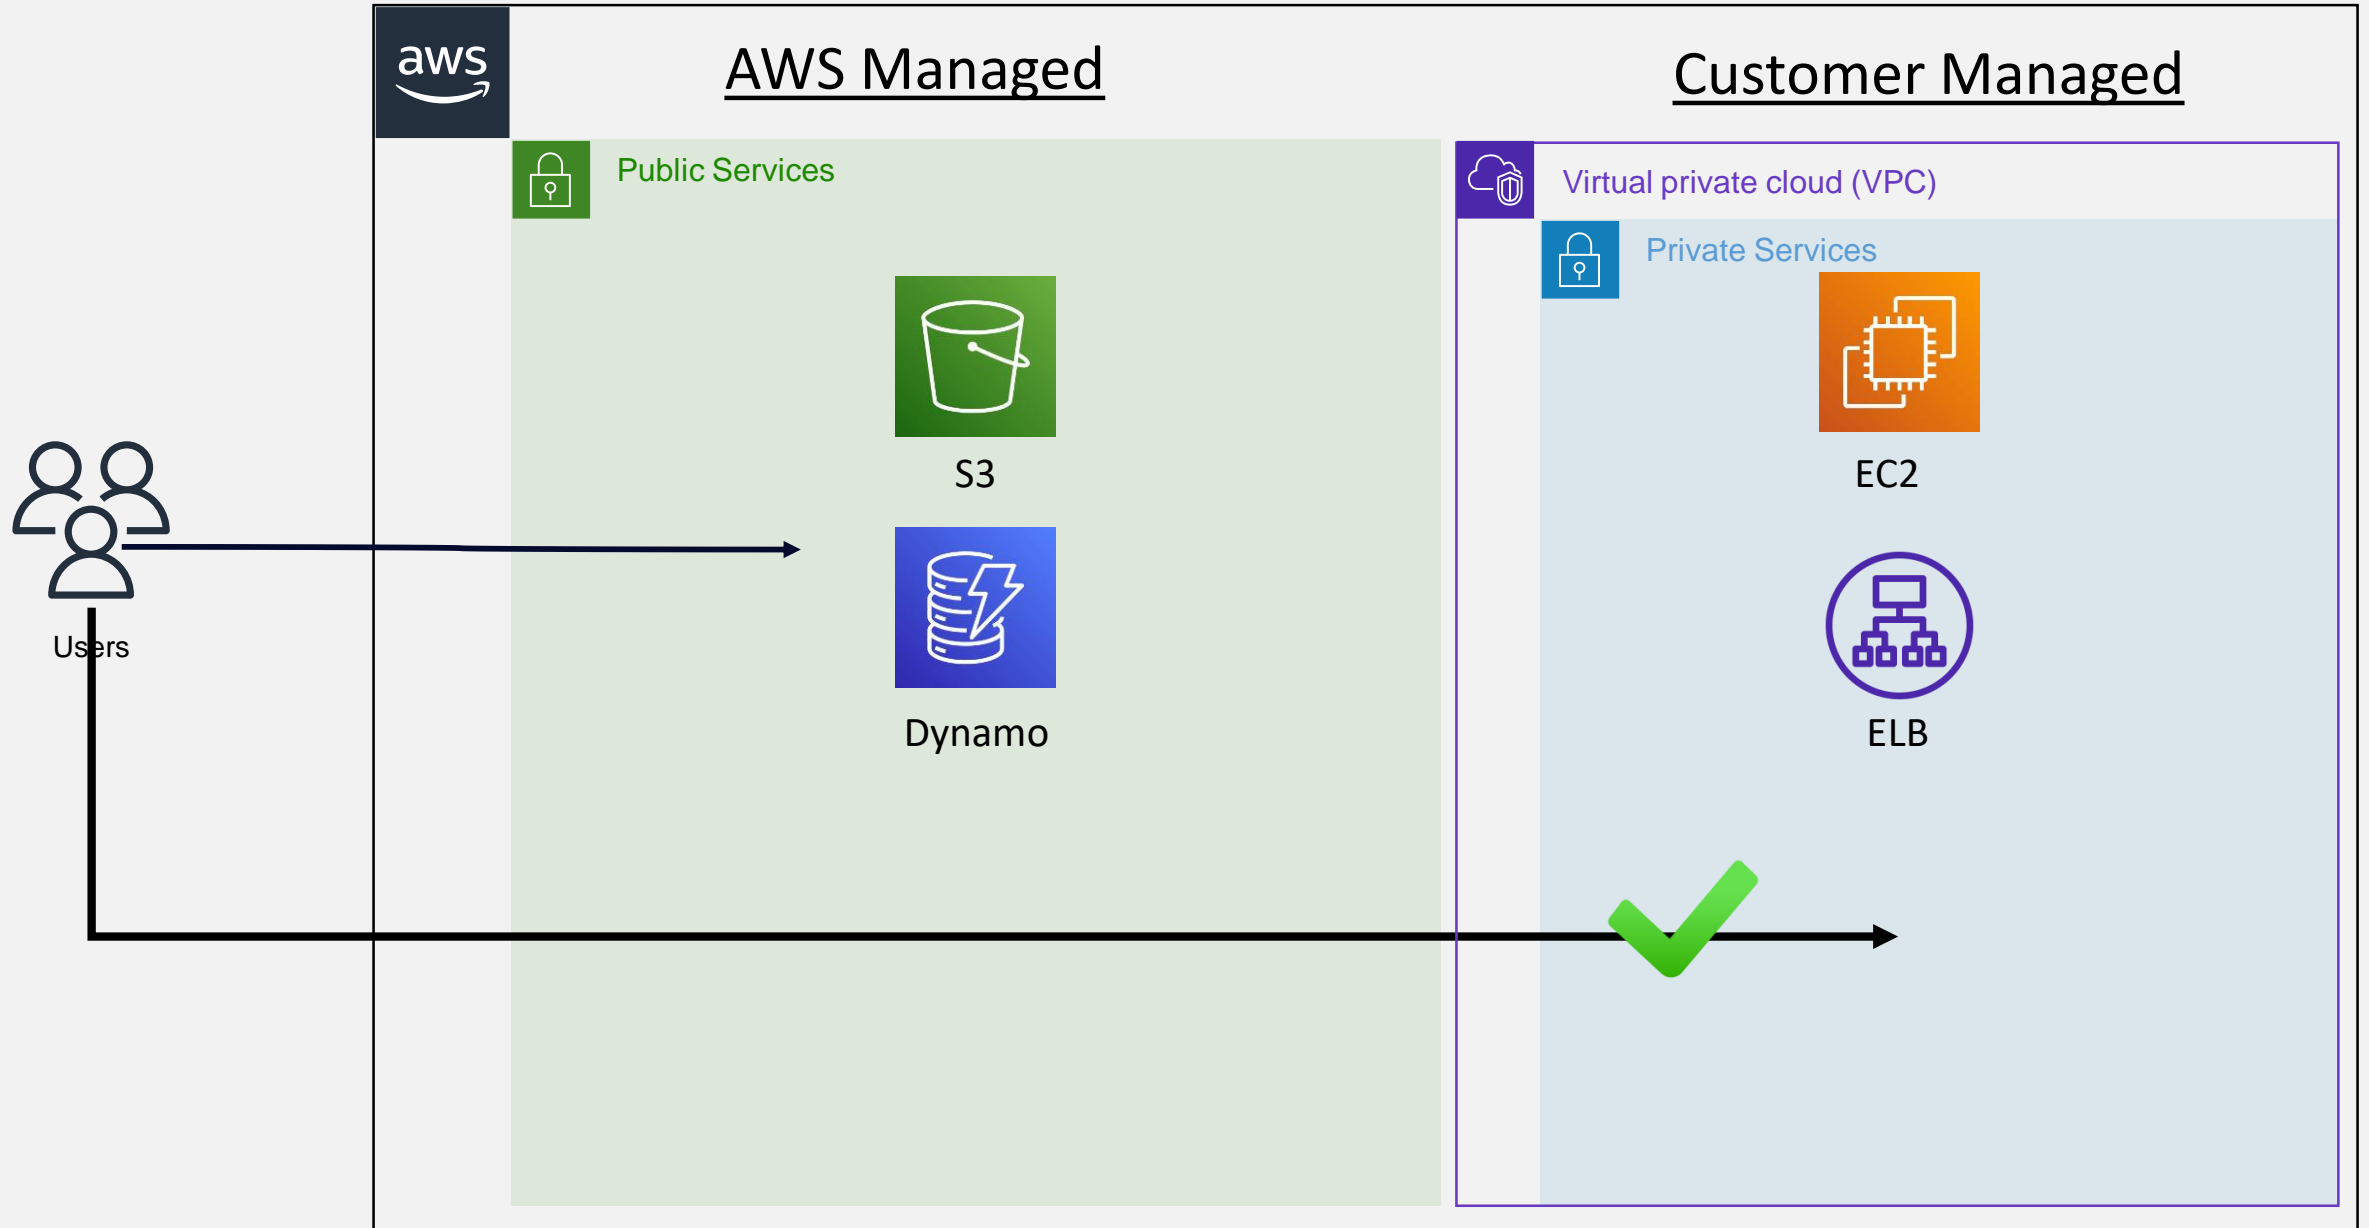 aws
AWS Managed
Customer Managed
Public Services
Virtual private cloud (VPC)
Private Services
S3
EC2
Users
Dynamo
ELB